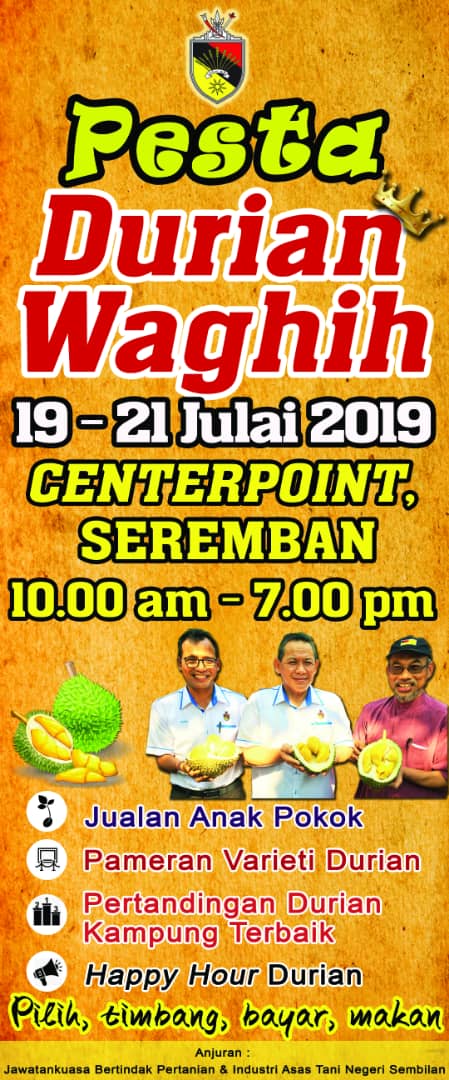 Pesta
Durian
Waghih
19 - 21 Julai 2019
CENTERPOINT,
SEREMBAN
10.00 am - 7.00 pm
Jualan Anak Pokok
Pameran Varieti Durian
Pertandingan Durian
Kampung Terbaik
Happy Hour Durian
Pilih, timbang, bayar, makan
Anjuran :
Jawatankuasa Bertindak Pertanian & Industri Asas Tani Negeri Sembilan